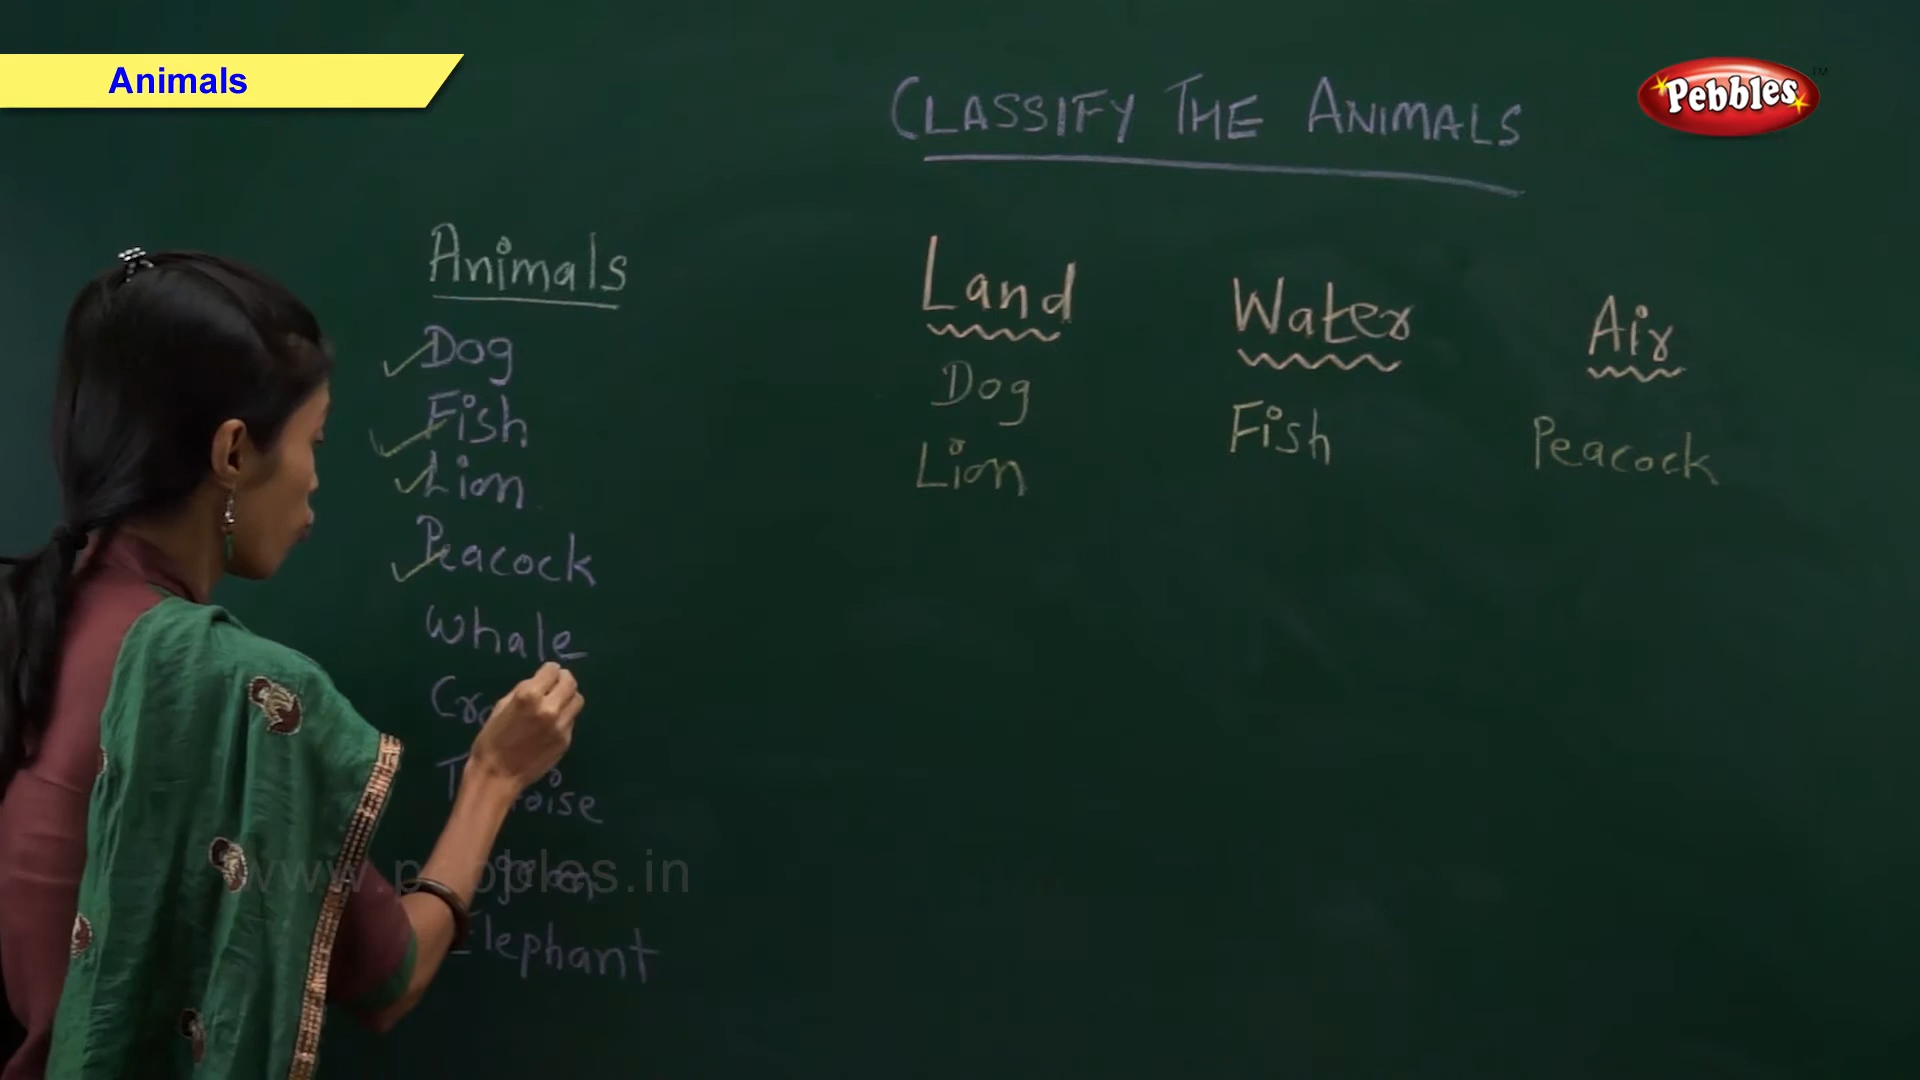 Animals
Pebbles
TM
CLASSIFY THE ANIMALS
Animals
Dog
Fish
Lion
Peacock
Whale
Elephant
Land
Dog
Lion
Water
Fish
Air
Peacock
www.pebbles.in